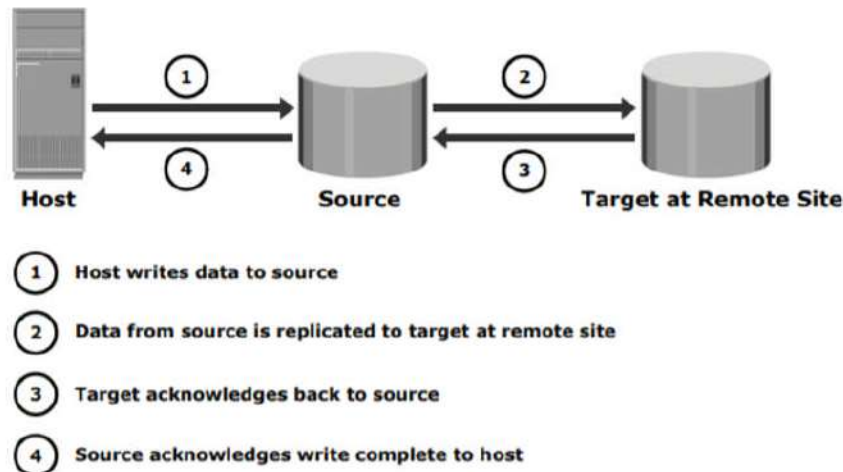 1
2
4
3
Host
Source
Target at Remote Site
1 Host writes data to source
2 Data from source is replicated to target at remote site
3 Target acknowledges back to source
4 Source acknowledges write complete to host